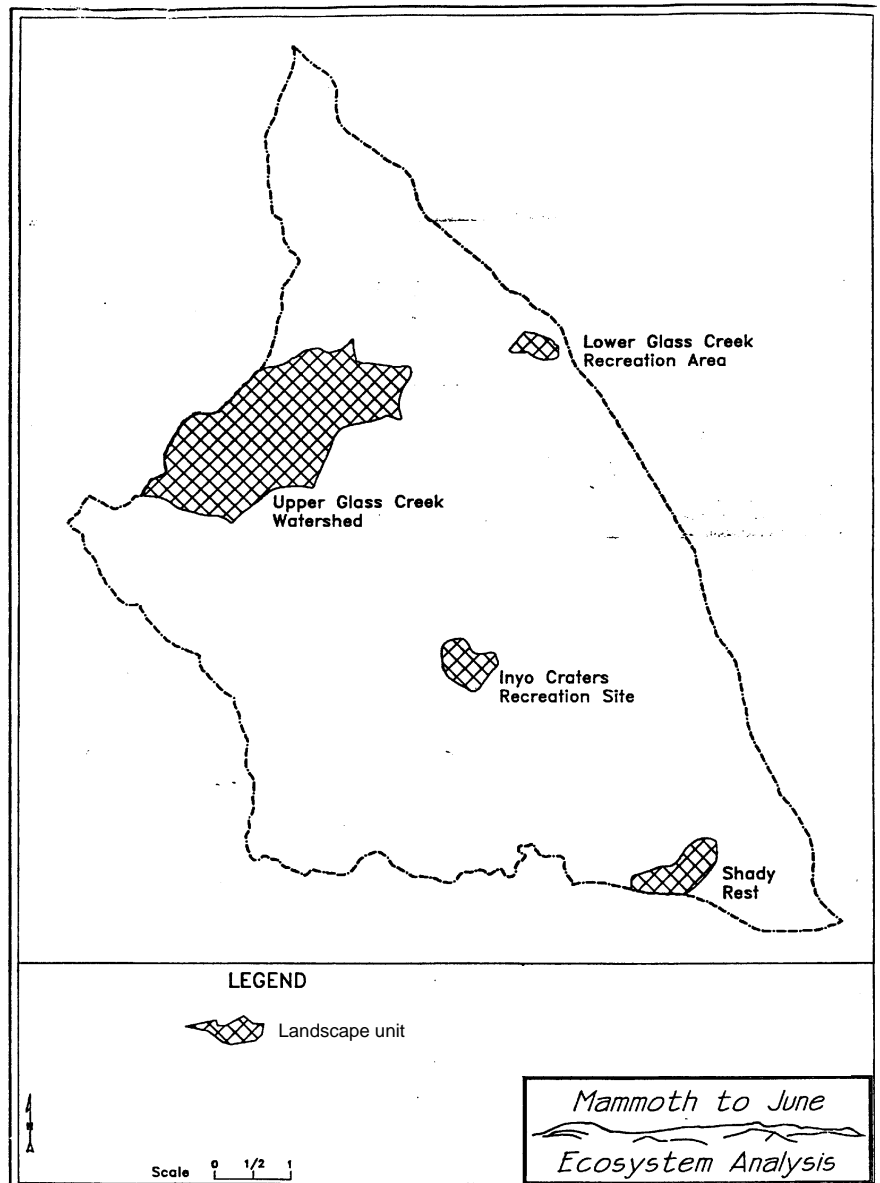 Lower Glass Creek
Recreation Area
Upper Glass Creek
Watershed
Inyo Craters
Recreation Site
Shady
Rest
LEGEND
Landscape unit
Scale 0 1/2 1
Mammoth to June
Ecosystem Analysis